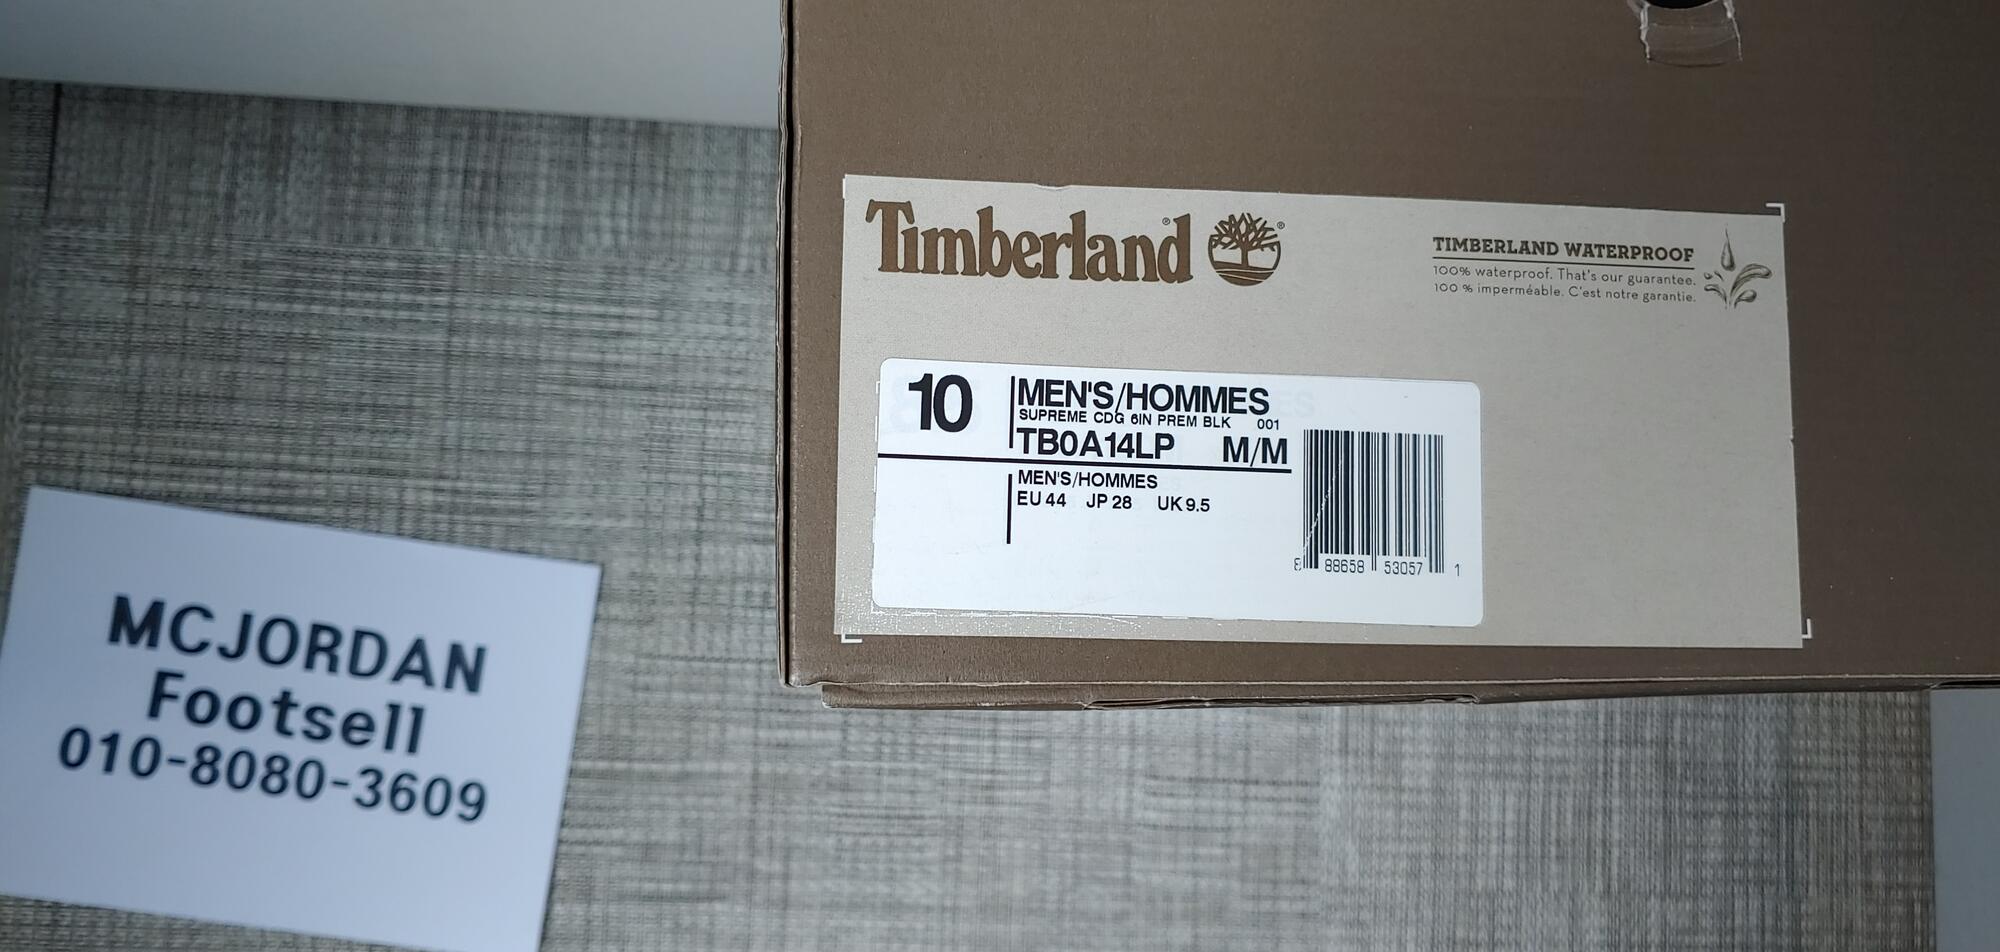 Timberland
TIMBERLAND WATERPROOF
100% waterproof. That's our guarantee.
100 % imperméable. C'est notre garantie.
10 MEN'S/HOMMES
SUPREME CDG 6IN PREM BLK 001
TB0A14LP M/M
MEN'S/HOMMES
EU 44 JP 28 UK 9.5
8 88658 53057 1
MCJORDAN
Footsell
010-8080-3609